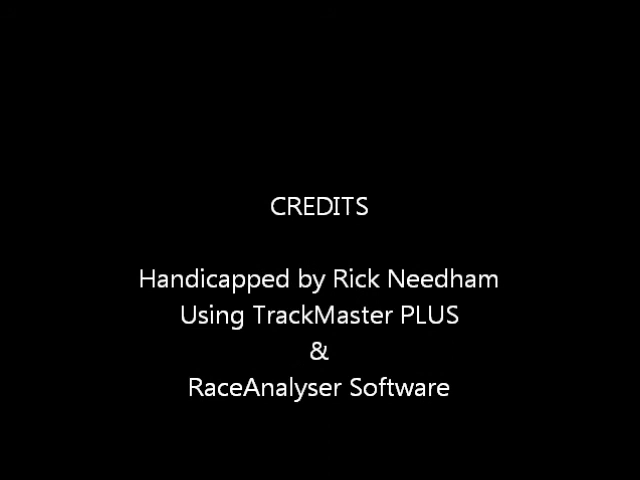 CREDITS
Handicapped by Rick Needham
Using TrackMaster PLUS
&
RaceAnalyser Software